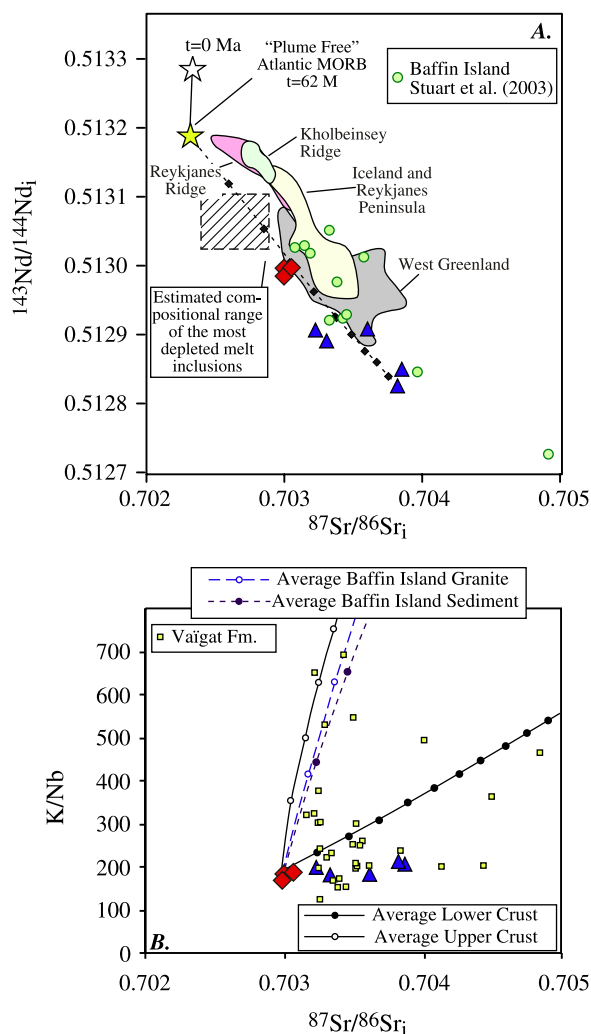 A.
t=0 Ma
"Plume Free"
Atlantic MORB
t=62 M
Baffin Island
Stuart et al. (2003)
Kholbeinsey
Ridge
Reykjanes
Ridge
Iceland and
Reykjanes
Peninsula
West Greenland
Estimated com-
positional range
of the most
depleted melt
inclusions
143Nd/144Ndi
0.5133
0.5132
0.5131
0.5130
0.5129
0.5128
0.5127
0.702
0.703
0.704
0.705
87Sr/86Sri
Average Baffin Island Granite
Average Baffin Island Sediment
Vaïgat Fm.
K/Nb
700
600
500
400
300
200
100
0
Average Lower Crust
Average Upper Crust
B.
0.702
0.703
0.704
0.705
87Sr/86Sri